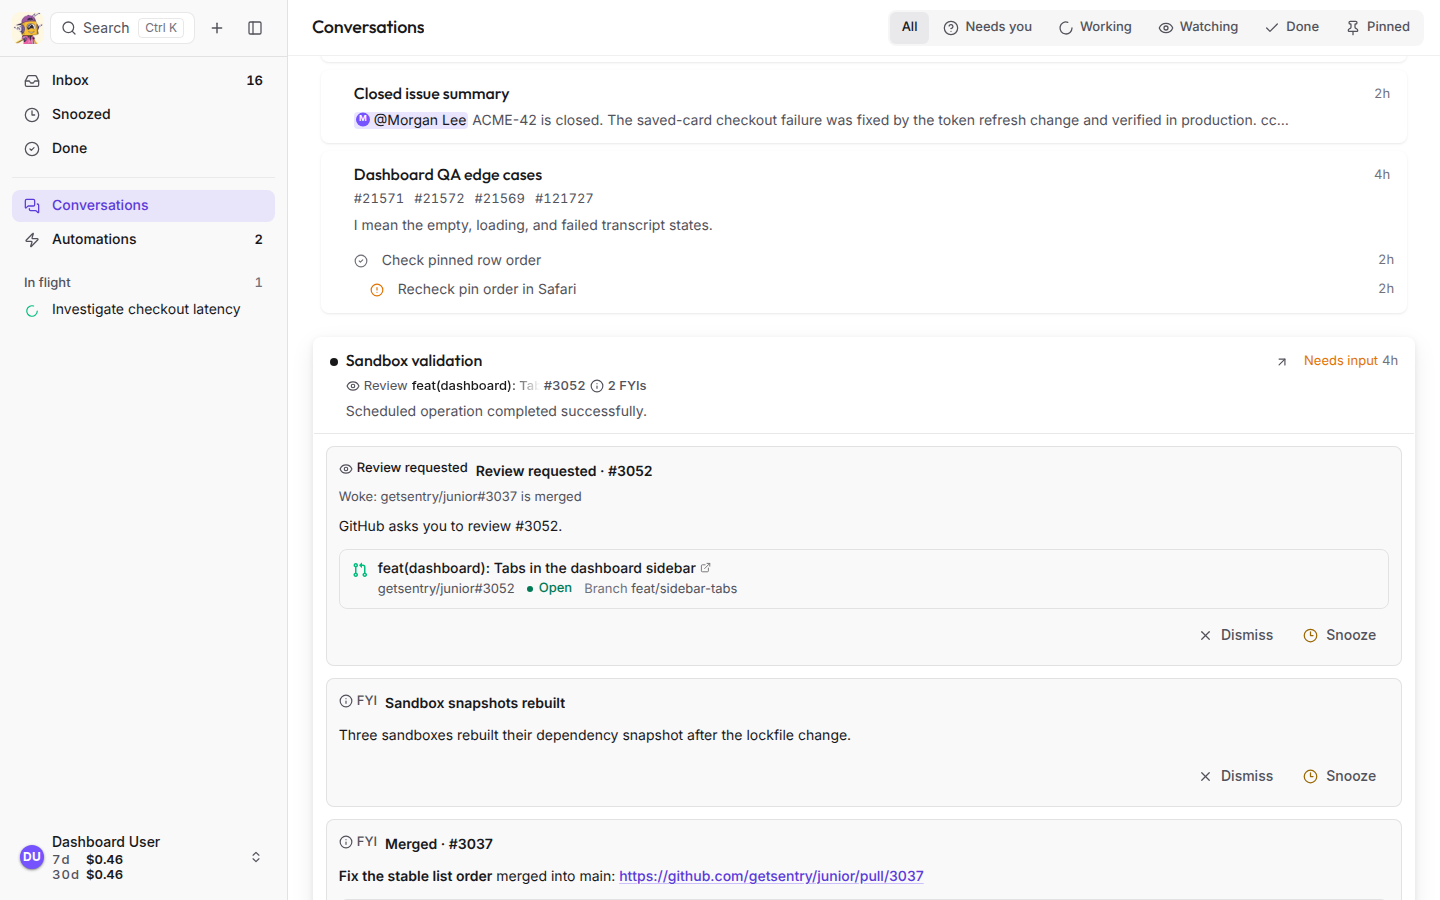 Search Ctrl K
Inbox 16
Snoozed
Done
Conversations
Automations 2
In flight 1
Investigate checkout latency
DU Dashboard User
7d $0.46
30d $0.46
Conversations
All Needs you Working Watching Done Pinned
Closed issue summary 2h
M @Morgan Lee ACME-42 is closed. The saved-card checkout failure was fixed by the token refresh change and verified in production. cc...
Dashboard QA edge cases 4h
#21571 #21572 #21569 #121727
I mean the empty, loading, and failed transcript states.
Check pinned row order 2h
Recheck pin order in Safari 2h
Sandbox validation Needs input 4h
Review feat(dashboard): Tab #3052 2 FYIs
Scheduled operation completed successfully.
Review requested Review requested · #3052
Woke: getsentry/junior#3037 is merged
GitHub asks you to review #3052.
feat(dashboard): Tabs in the dashboard sidebar
getsentry/junior#3052 Open Branch feat/sidebar-tabs
Dismiss Snooze
FYI Sandbox snapshots rebuilt
Three sandboxes rebuilt their dependency snapshot after the lockfile change.
Dismiss Snooze
FYI Merged · #3037
Fix the stable list order merged into main: https://github.com/getsentry/junior/pull/3037